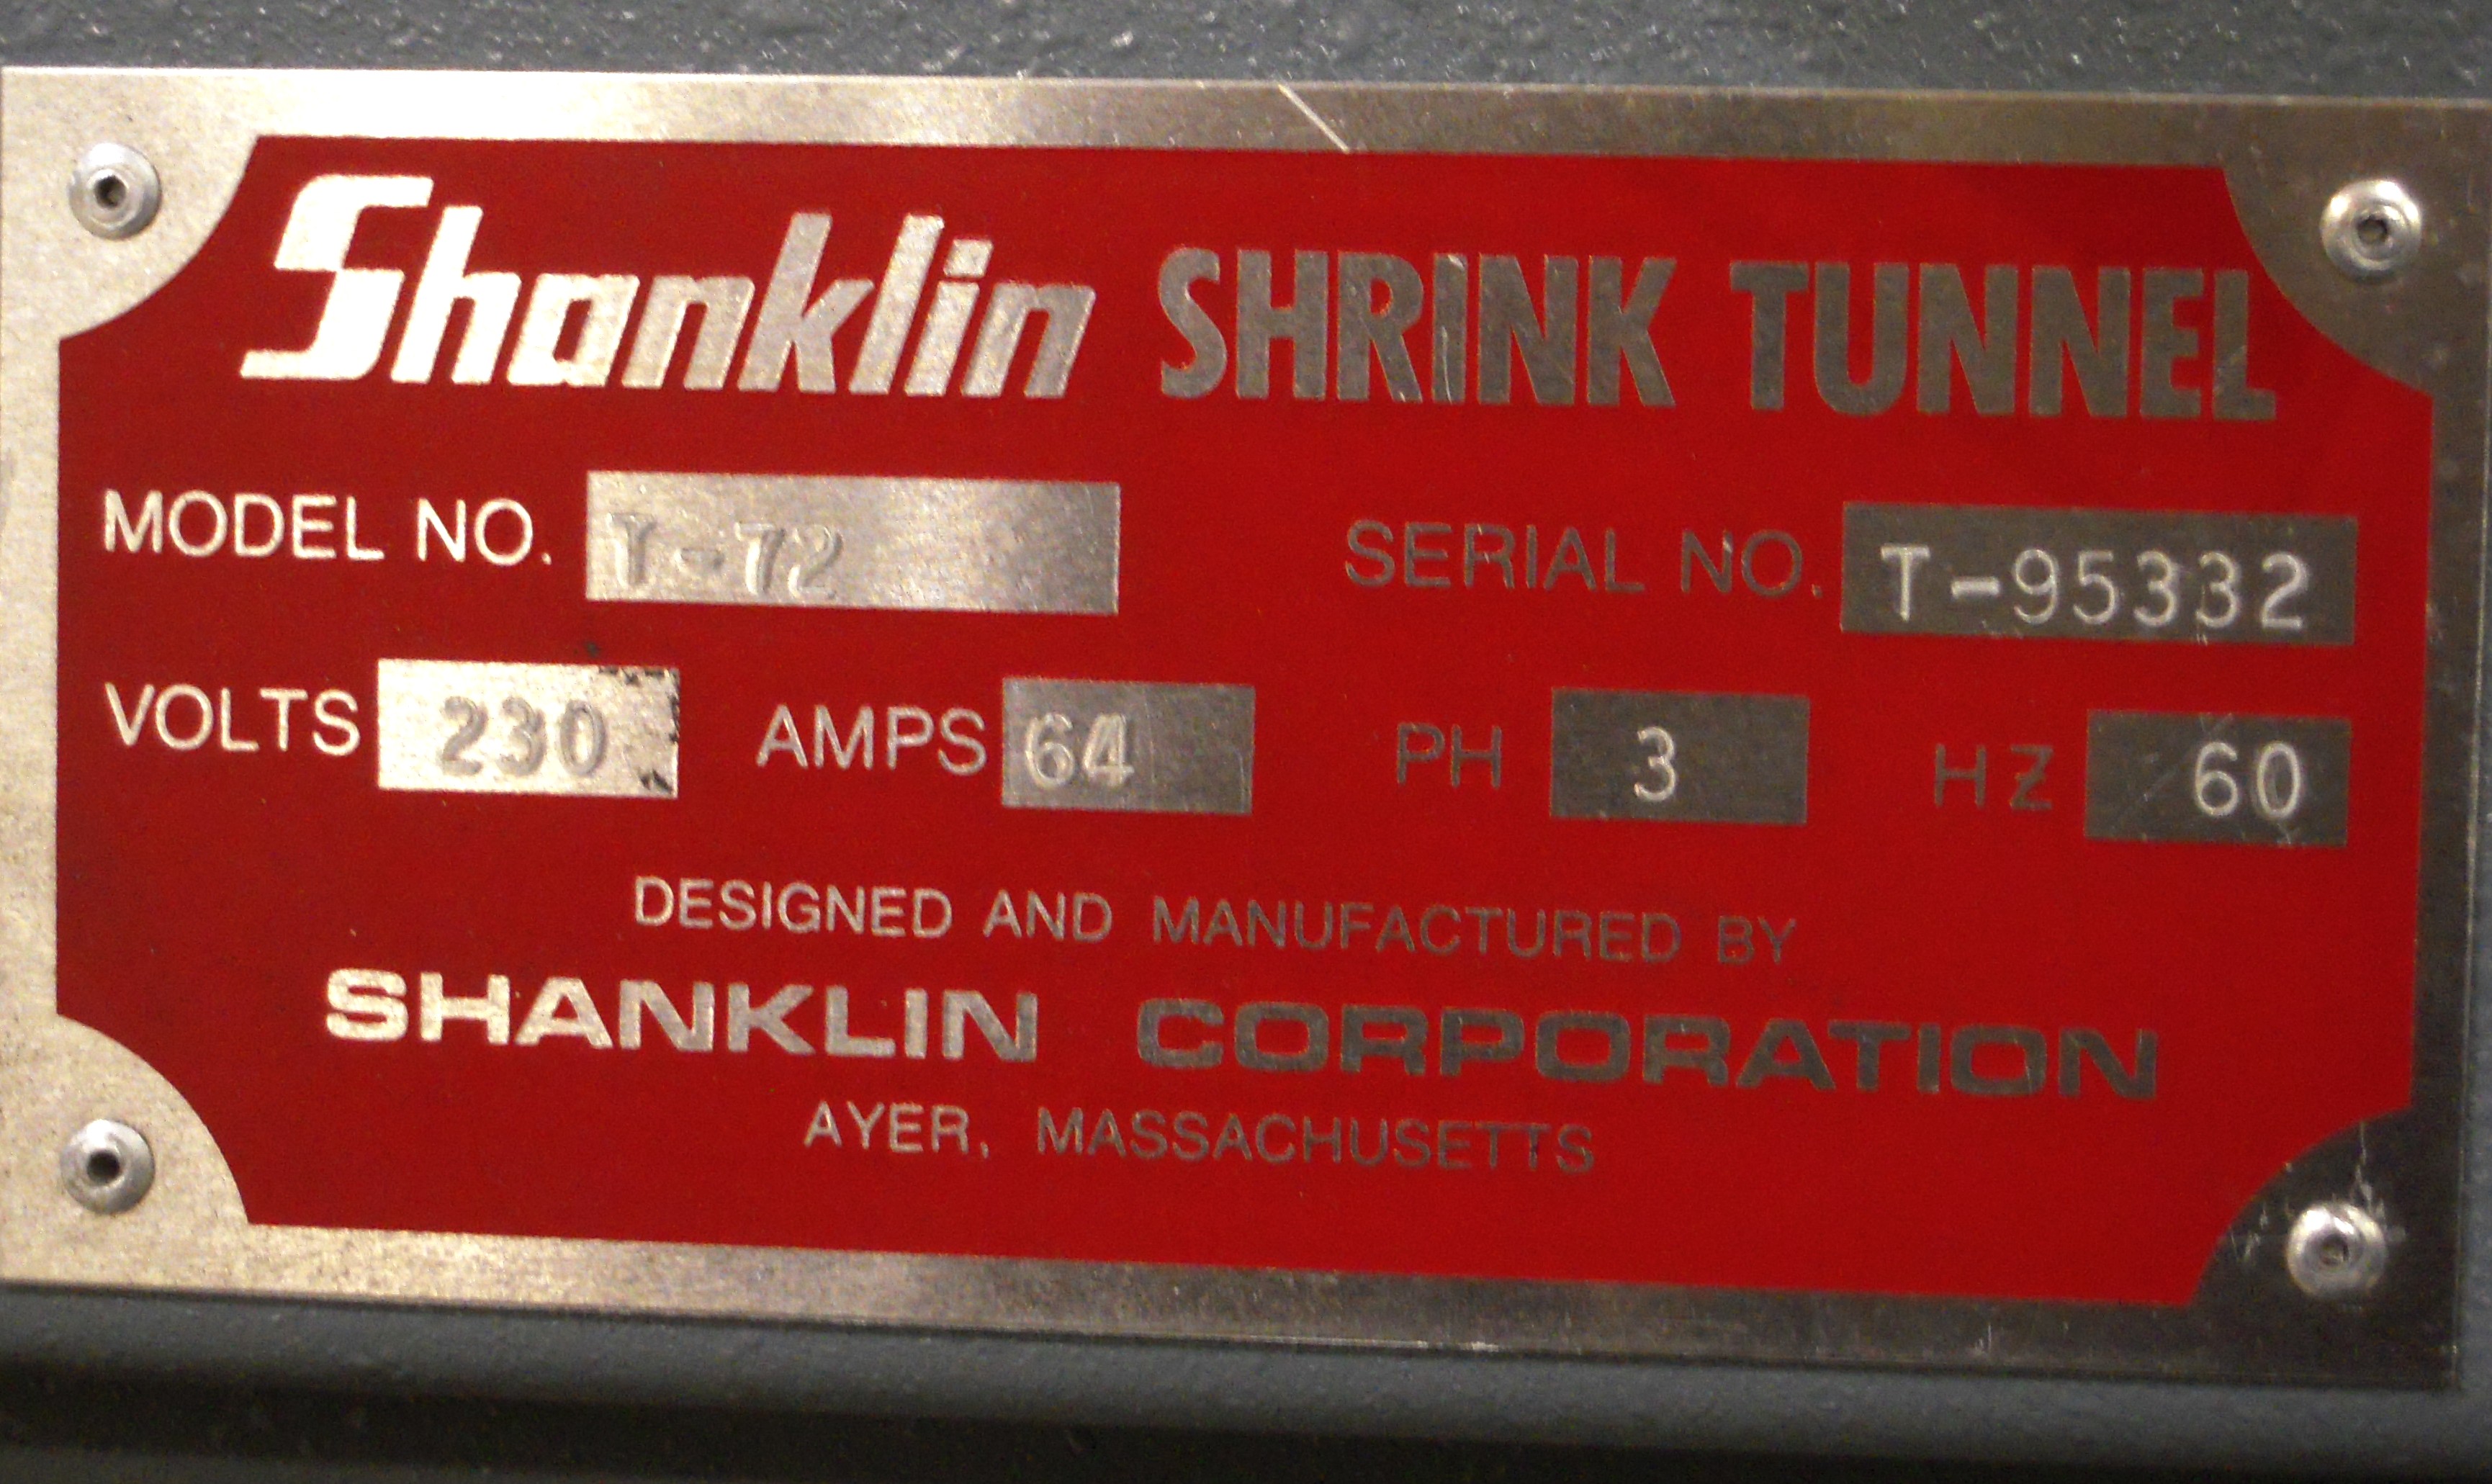 Shanklin SHRINK TUNNEL
MODEL NO. T-72 SERIAL NO. T-95332
VOLTS 230 AMPS 64 PH 3 HZ 60
DESIGNED AND MANUFACTURED BY
SHANKLIN CORPORATION
AYER, MASSACHUSETTS